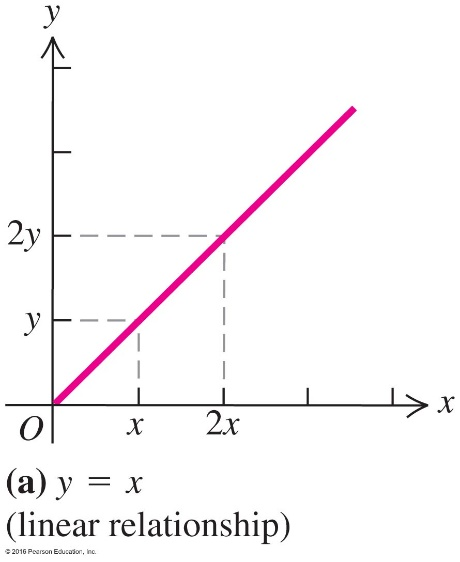 y
2y
y
x
O
x
2x
(a) y = x
(linear relationship)
© 2016 Pearson Education, Inc.